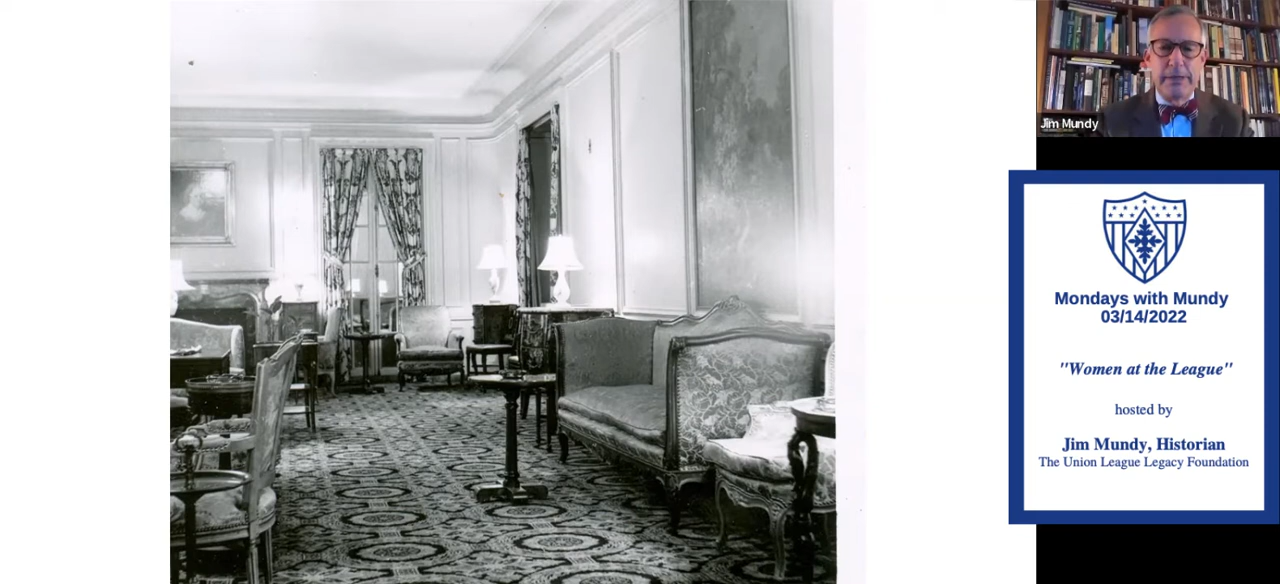 Jim Mundy
Mondays with Mundy
03/14/2022
"Women at the League"
hosted by
Jim Mundy, Historian
The Union League Legacy Foundation